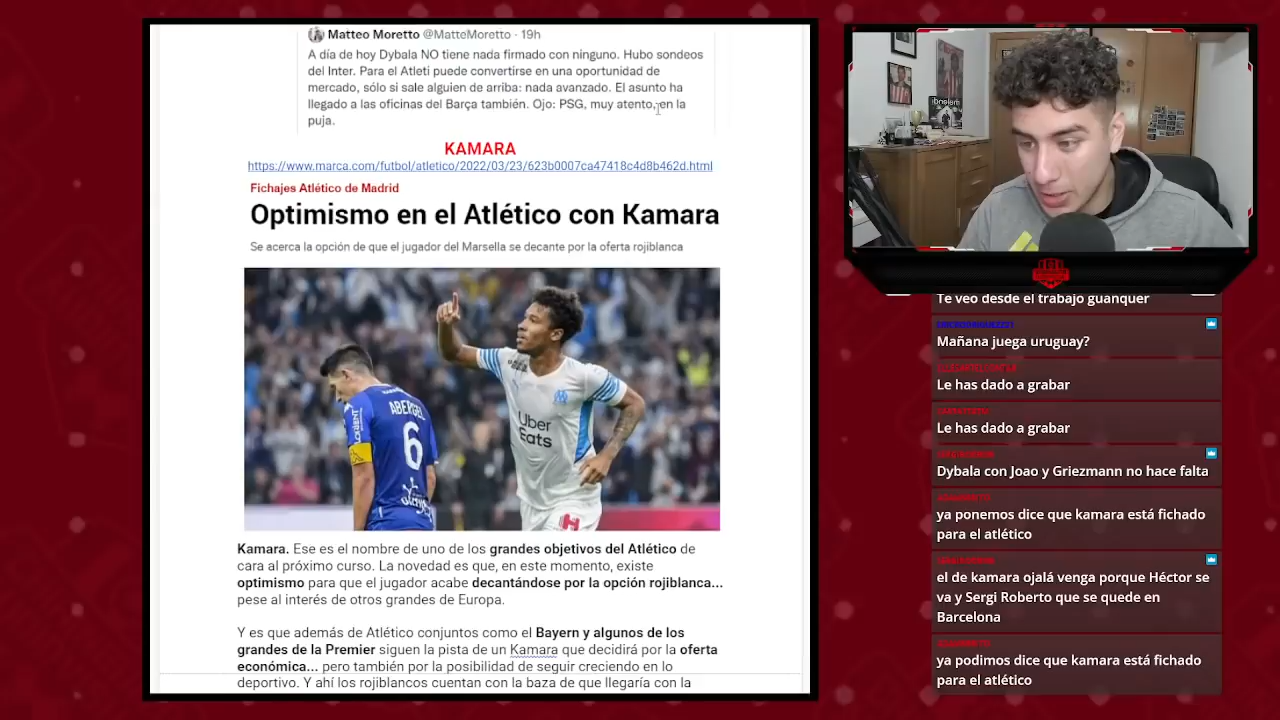 Matteo Moretto @MatteMoretto · 19h
A día de hoy Dybala NO tiene nada firmado con ninguno. Hubo sondeos
del Inter. Para el Atleti puede convertirse en una oportunidad de
mercado, sólo si sale alguien de arriba: nada avanzado. El asunto ha
llegado a las oficinas del Barça también. Ojo: PSG, muy atento, en la
puja.
KAMARA
https://www.marca.com/futbol/atletico/2022/03/23/623b0007ca47418c4d8b462d.html
Fichajes Atlético de Madrid
Optimismo en el Atlético con Kamara
Se acerca la opción de que el jugador del Marsella se decante por la oferta rojiblanca
ABERGEL
6
Uber
Eats
Kamara. Ese es el nombre de uno de los grandes objetivos del Atlético de
cara al próximo curso. La novedad es que, en este momento, existe
optimismo para que el jugador acabe decantándose por la opción rojiblanca...
pese al interés de otros grandes de Europa.
Y es que además de Atlético conjuntos como el Bayern y algunos de los
grandes de la Premier siguen la pista de un Kamara que decidirá por la oferta
económica... pero también por la posibilidad de seguir creciendo en lo
deportivo. Y ahí los rojiblancos cuentan con la baza de que llegaría con la
Te veo desde el trabajo guanquer
Mañana juega uruguay?
Le has dado a grabar
Le has dado a grabar
Dybala con Joao y Griezmann no hace falta
ya ponemos dice que kamara está fichado
para el atlético
el de kamara ojalá venga porque Héctor se
va y Sergi Roberto que se quede en
Barcelona
ya podimos dice que kamara está fichado
para el atlético